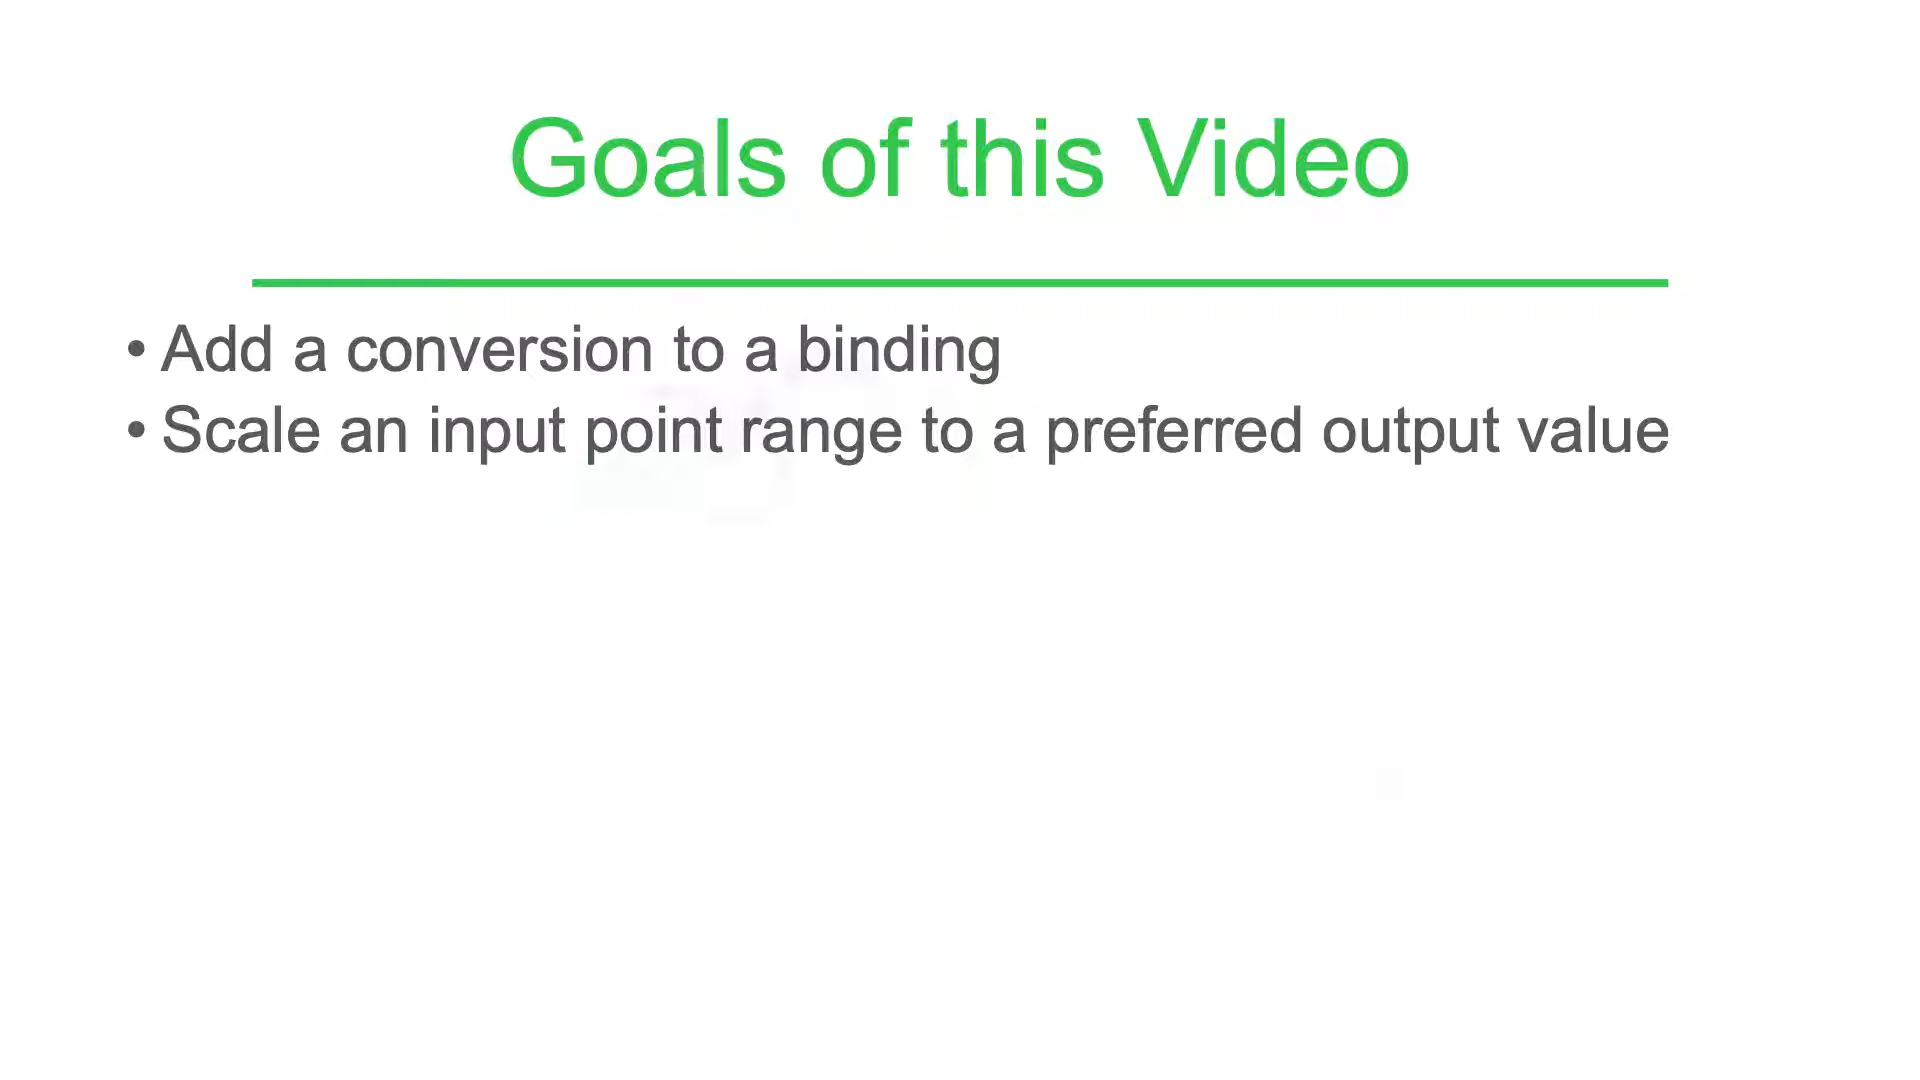 Goals of this Video
• Add a conversion to a binding
• Scale an input point range to a preferred output value